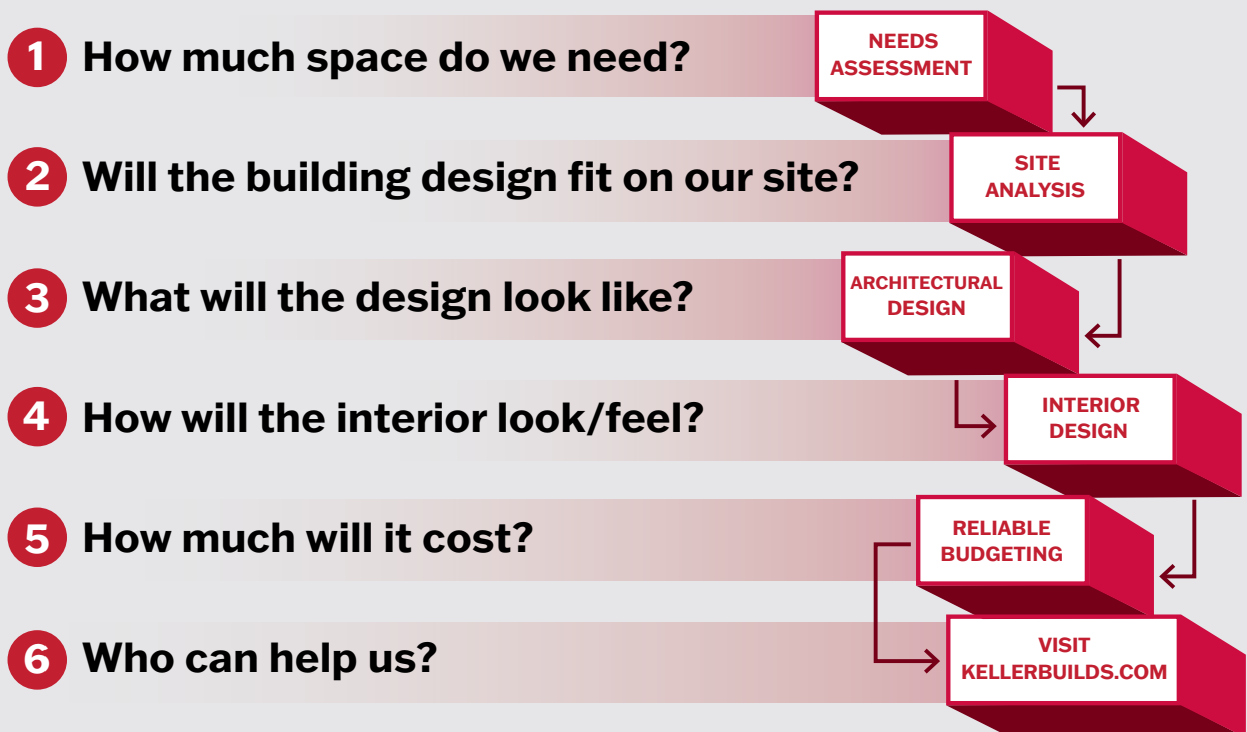 1 How much space do we need?
NEEDS
ASSESSMENT
2 Will the building design fit on our site?
SITE
ANALYSIS
3 What will the design look like?
ARCHITECTURAL
DESIGN
4 How will the interior look/feel?
INTERIOR
DESIGN
5 How much will it cost?
RELIABLE
BUDGETING
6 Who can help us?
VISIT
KELLERBUILDS.COM